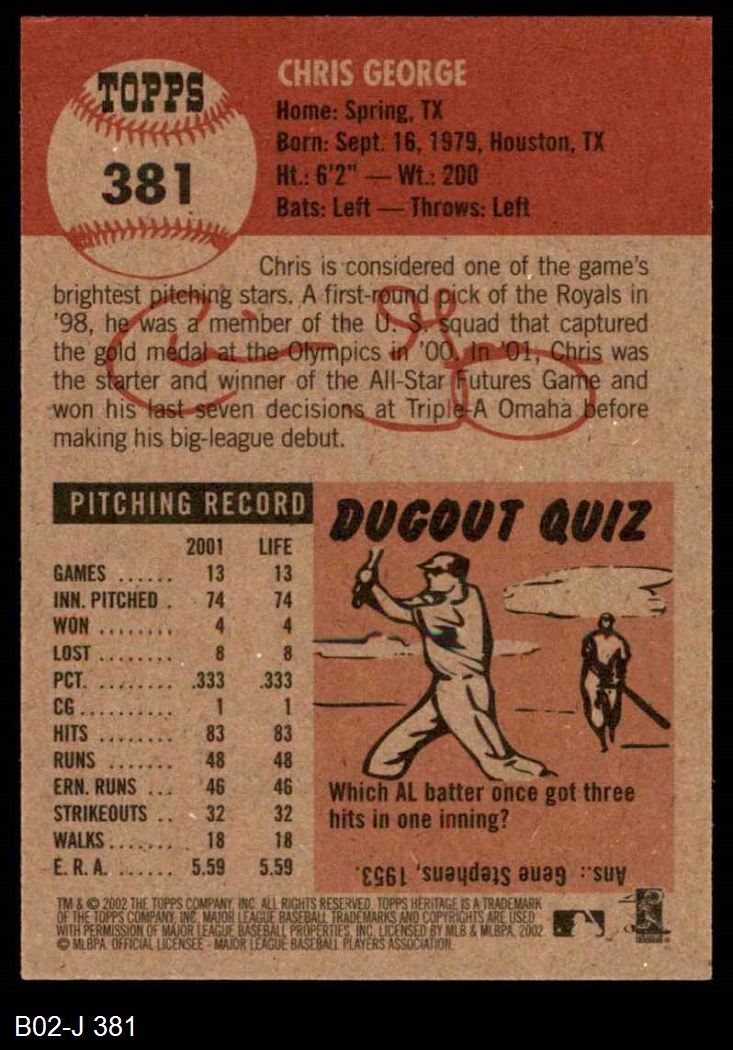 TOPPS
381
CHRIS GEORGE
Home: Spring, TX
Born: Sept. 16, 1979, Houston, TX
Ht.: 6'2" — Wt.: 200
Bats: Left — Throws: Left
Chris is considered one of the game's
brightest pitching stars. A first-round pick of the Royals in
'98, he was a member of the U. S. squad that captured
the gold medal at the Olympics in '00. In '01, Chris was
the starter and winner of the All-Star Futures Game and
won his last seven decisions at Triple-A Omaha before
making his big-league debut.
PITCHING RECORD
2001 LIFE
GAMES ...... 13 13
INN. PITCHED . 74 74
WON ........ 4 4
LOST ........ 8 8
PCT. ........ .333 .333
CG .......... 1 1
HITS ........ 83 83
RUNS ....... 48 48
ERN. RUNS ... 46 46
STRIKEOUTS .. 32 32
WALKS ....... 18 18
E. R. A. ...... 5.59 5.59
DUGOUT QUIZ
Which AL batter once got three
hits in one inning?
Ans.: Gene Stephens, 1953.
TM & © 2002 THE TOPPS COMPANY, INC. ALL RIGHTS RESERVED. TOPPS HERITAGE IS A TRADEMARK
OF THE TOPPS COMPANY, INC. MAJOR LEAGUE BASEBALL TRADEMARKS AND COPYRIGHTS ARE USED
WITH PERMISSION OF MAJOR LEAGUE BASEBALL PROPERTIES, INC. LICENSED BY MLB & MLBPA, 2002
© MLBPA. OFFICIAL LICENSEE - MAJOR LEAGUE BASEBALL PLAYERS ASSOCIATION.
B02-J 381